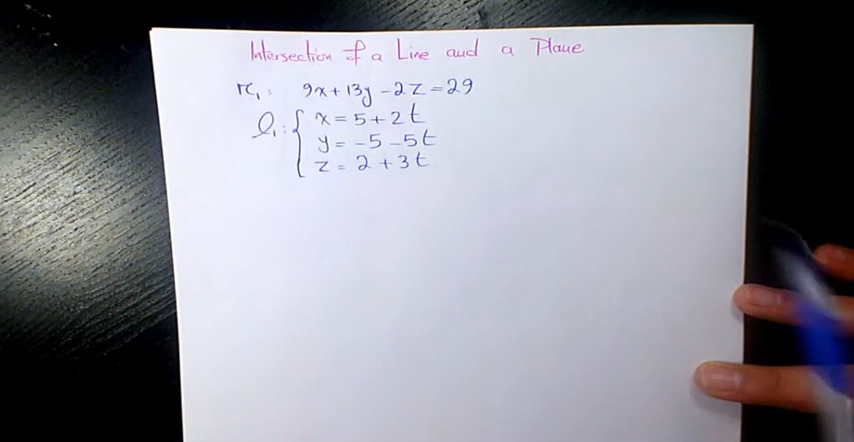 Intersection of a Line and a Plane
π₁: 9x+13y-2z=29
l₁: { x=5+2t
y=-5-5t
z=2+3t